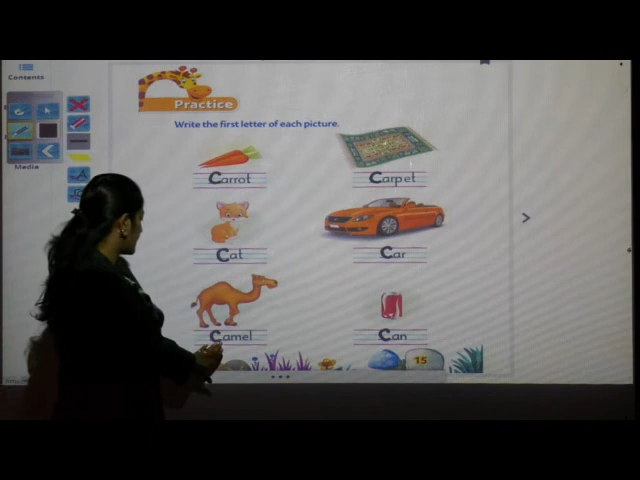 Contents
Media
Practice
Write the first letter of each picture.
Carrot
Carpet
Cat
Car
Camel
Can
15